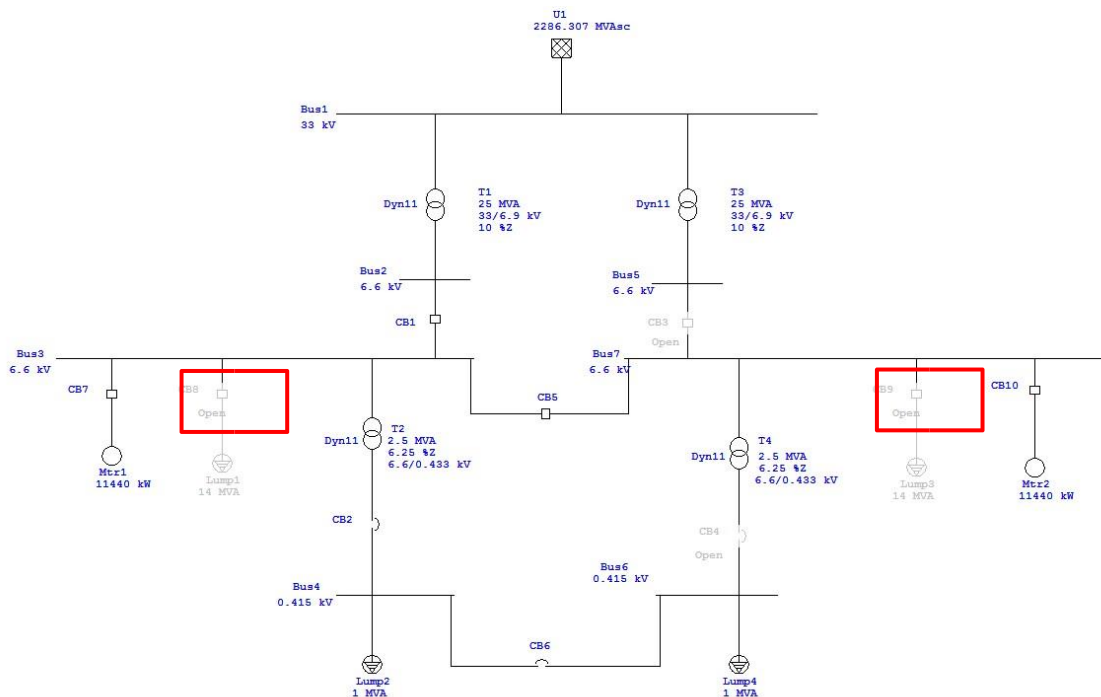 U1
2286.307 MVAsc
Bus1
33 kV
Dyn11
T1
25 MVA
33/6.9 kV
10 %Z
Dyn11
T3
25 MVA
33/6.9 kV
10 %Z
Bus2
6.6 kV
Bus5
6.6 kV
CB1
CB3
Open
Bus3
6.6 kV
Bus7
6.6 kV
CB7
CB8
Open
CB5
CB9
Open
CB10
Dyn11
T2
2.5 MVA
6.25 %Z
6.6/0.433 kV
Dyn11
T4
2.5 MVA
6.25 %Z
6.6/0.433 kV
Mtr1
11440 kW
Lump1
14 MVA
Lump3
14 MVA
Mtr2
11440 kW
CB2
CB4
Open
Bus4
0.415 kV
Bus6
0.415 kV
CB6
Lump2
1 MVA
Lump4
1 MVA